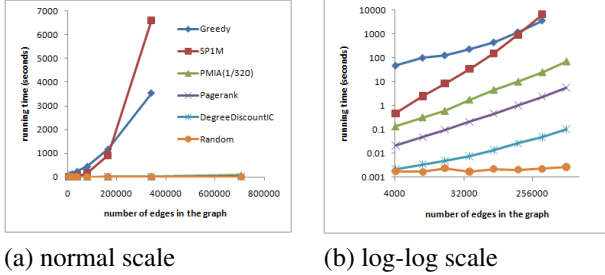 7000
6000
5000
4000
3000
2000
1000
0
running time (seconds)
0 200000 400000 600000 800000
number of edges in the graph
Greedy
SP1M
PMIA(1/320)
Pagerank
DegreeDiscountIC
Random
10000
1000
100
10
1
0.1
0.01
0.001
running time (seconds)
4000 32000 256000
number of edges in the graph
(a) normal scale
(b) log-log scale